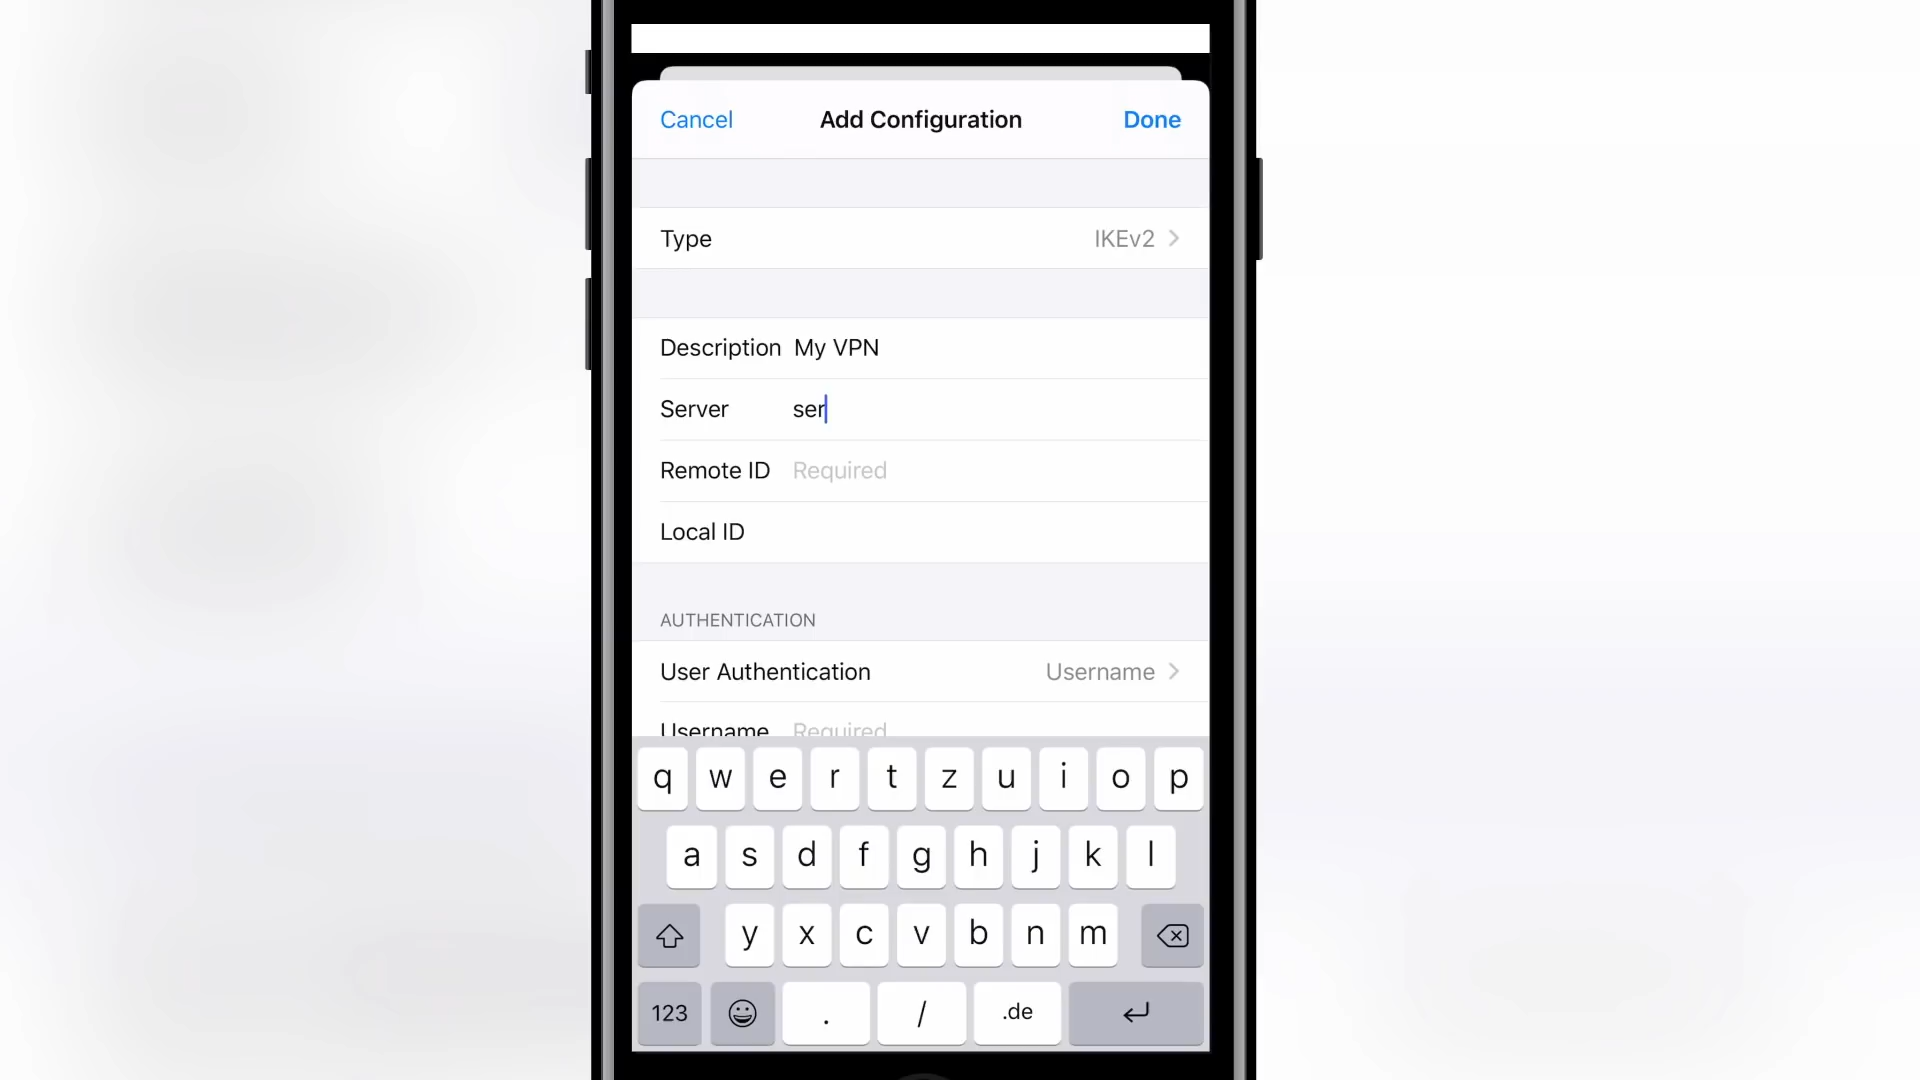 Cancel Add Configuration Done
Type IKEv2
Description My VPN
Server ser
Remote ID Required
Local ID
AUTHENTICATION
User Authentication Username
Username Required
q w e r t z u i o p
a s d f g h j k l
y x c v b n m
123 . / .de